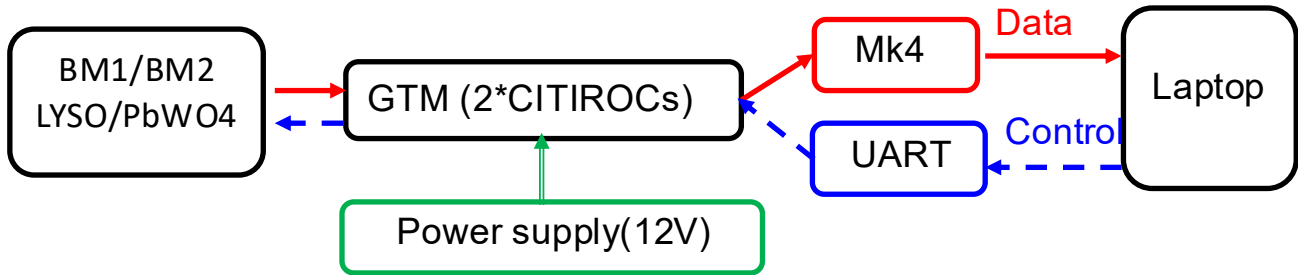 BM1/BM2
LYSO/PbWO4
GTM (2*CITIROCs)
Mk4
Data
Laptop
UART
Control
Power supply(12V)